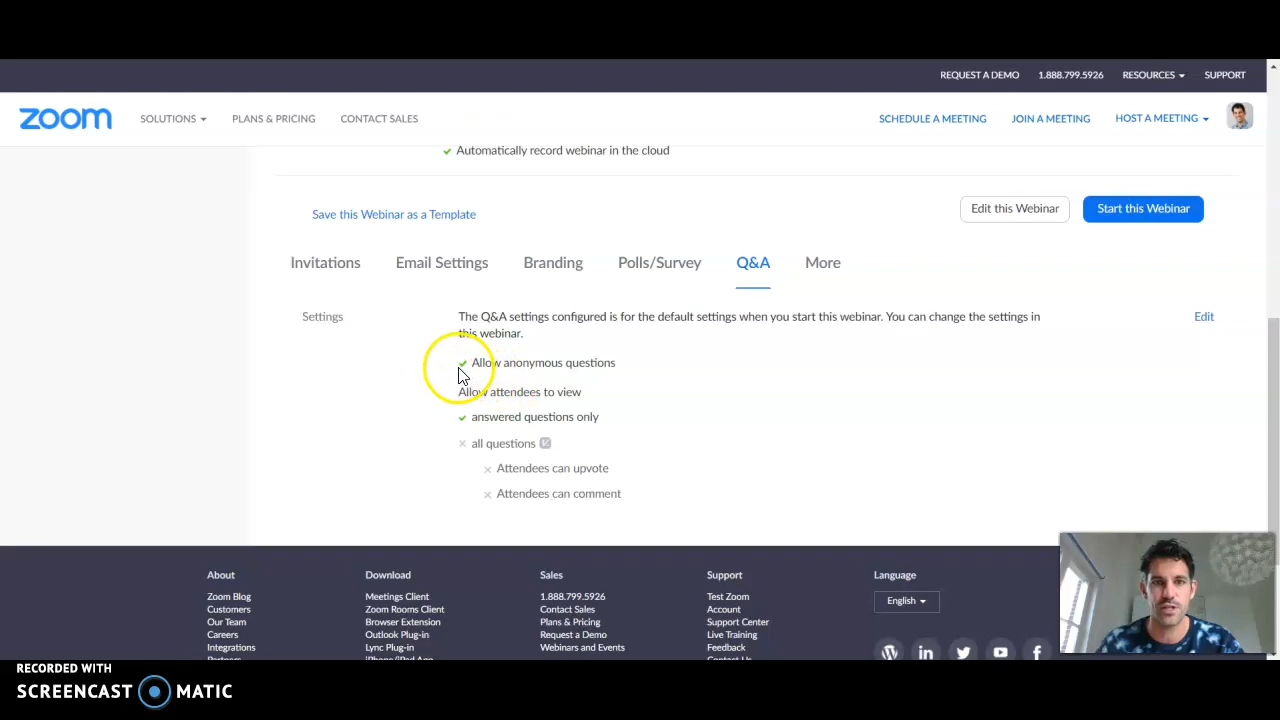 REQUEST A DEMO 1.888.799.5926 RESOURCES SUPPORT
zoom SOLUTIONS PLANS & PRICING CONTACT SALES SCHEDULE A MEETING JOIN A MEETING HOST A MEETING
Automatically record webinar in the cloud
Save this Webinar as a Template Edit this Webinar Start this Webinar
Invitations Email Settings Branding Polls/Survey Q&A More
Settings The Q&A settings configured is for the default settings when you start this webinar. You can change the settings in Edit
this webinar.
Allow anonymous questions
Allow attendees to view
answered questions only
all questions
Attendees can upvote
Attendees can comment
About Download Sales Support Language
Zoom Blog Meetings Client 1.888.799.5926 Test Zoom English
Customers Zoom Rooms Client Contact Sales Account
Our Team Browser Extension Plans & Pricing Support Center
Careers Outlook Plug-in Request a Demo Live Training
Integrations Lync Plug-in Webinars and Events Feedback
Partners iPhone/iPad App Contact Us
RECORDED WITH
SCREENCAST MATIC